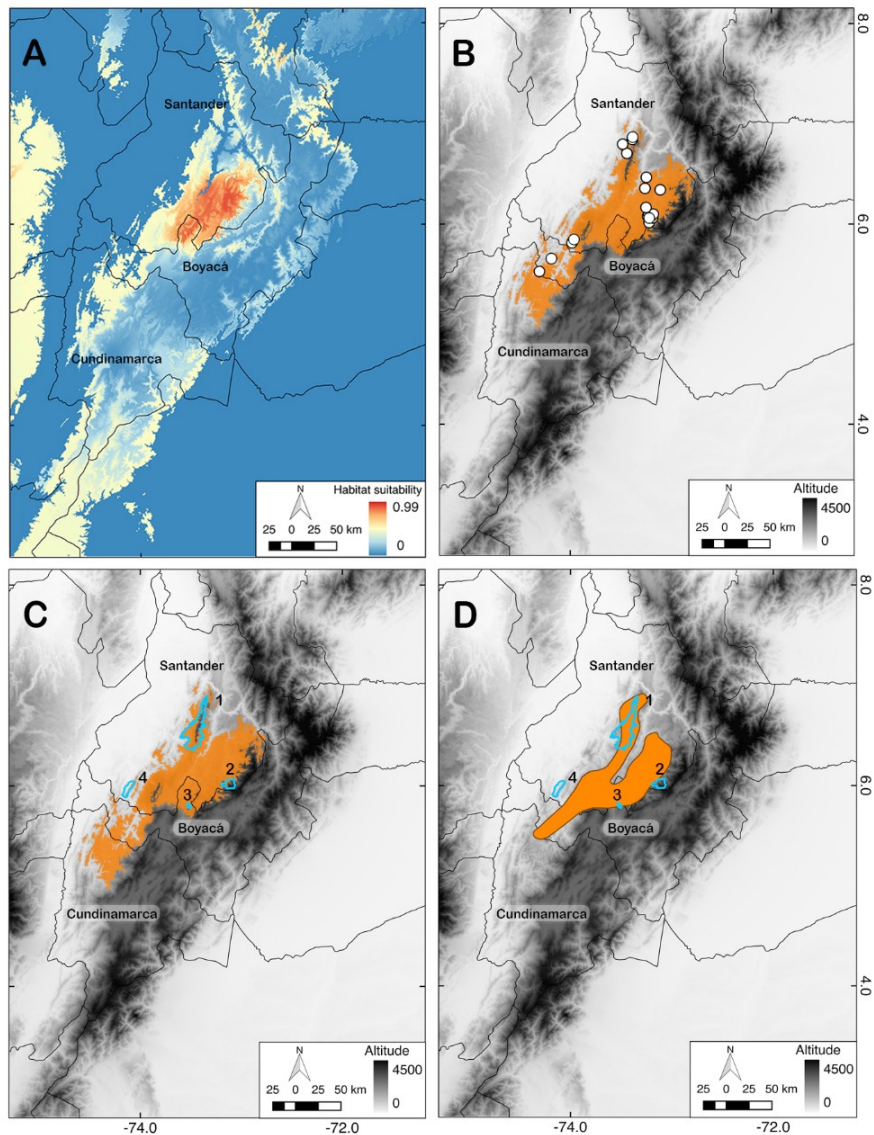 A
Santander
Boyacá
Cundinamarca
N
25 0 25 50 km
Habitat suitability
0.99
0
B
Santander
Boyacá
Cundinamarca
N
25 0 25 50 km
Altitude
4500
0
8.0
6.0
4.0
C
Santander
1
2
3
4
Boyacá
Cundinamarca
N
25 0 25 50 km
Altitude
4500
0
-74.0
-72.0
D
Santander
1
2
3
4
Boyacá
Cundinamarca
N
25 0 25 50 km
Altitude
4500
0
8.0
6.0
4.0
-74.0
-72.0